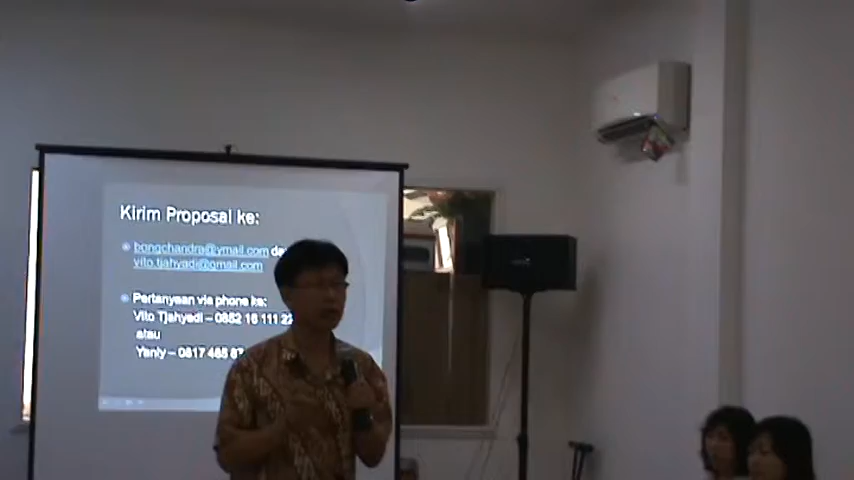 Kirim Proposal ke:
bongchandra@ymail.com
vito.tjahyadi@gmail.com
Pertanyaan via phone ke:
Vito Tjahyadi – 0852 16 111
atau
Yenly – 0817